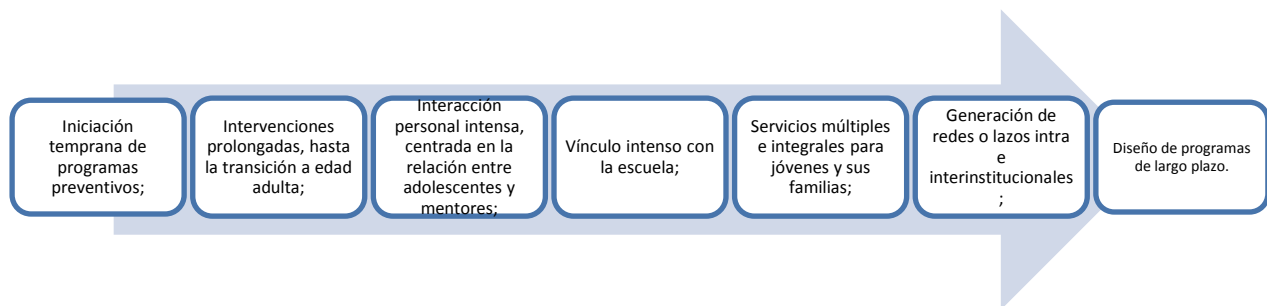 Iniciación
temprana de
programas
preventivos;
Intervenciones
prolongadas, hasta
la transición a edad
adulta;
Interacción
personal intensa,
centrada en la
relación entre
adolescentes y
mentores;
Vínculo intenso con
la escuela;
Servicios múltiples
e integrales para
jóvenes y sus
familias;
Generación de
redes o lazos intra
e
interinstitucionales
;
Diseño de programas
de largo plazo.